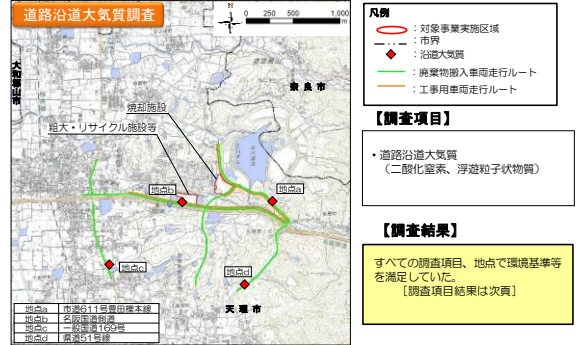 道路沿道大気質調査
0 250 500 1,000
m
大和郡山市
奈良市
焼却施設
粗大・リサイクル施設等
地点b
地点a
地点c
地点d
天理市
地点a 市道611号豊田櫟本線
地点b 名阪国道側道
地点c 一般国道169号
地点d 県道51号線
凡例
:対象事業実施区域
:市界
:沿道大気質
:廃棄物搬入車両走行ルート
:工事用車両走行ルート
【調査項目】
・道路沿道大気質
(二酸化窒素、浮遊粒子状物質)
【調査結果】
すべての調査項目、地点で環境基準等
を満足していた。
[調査項目結果は次頁]